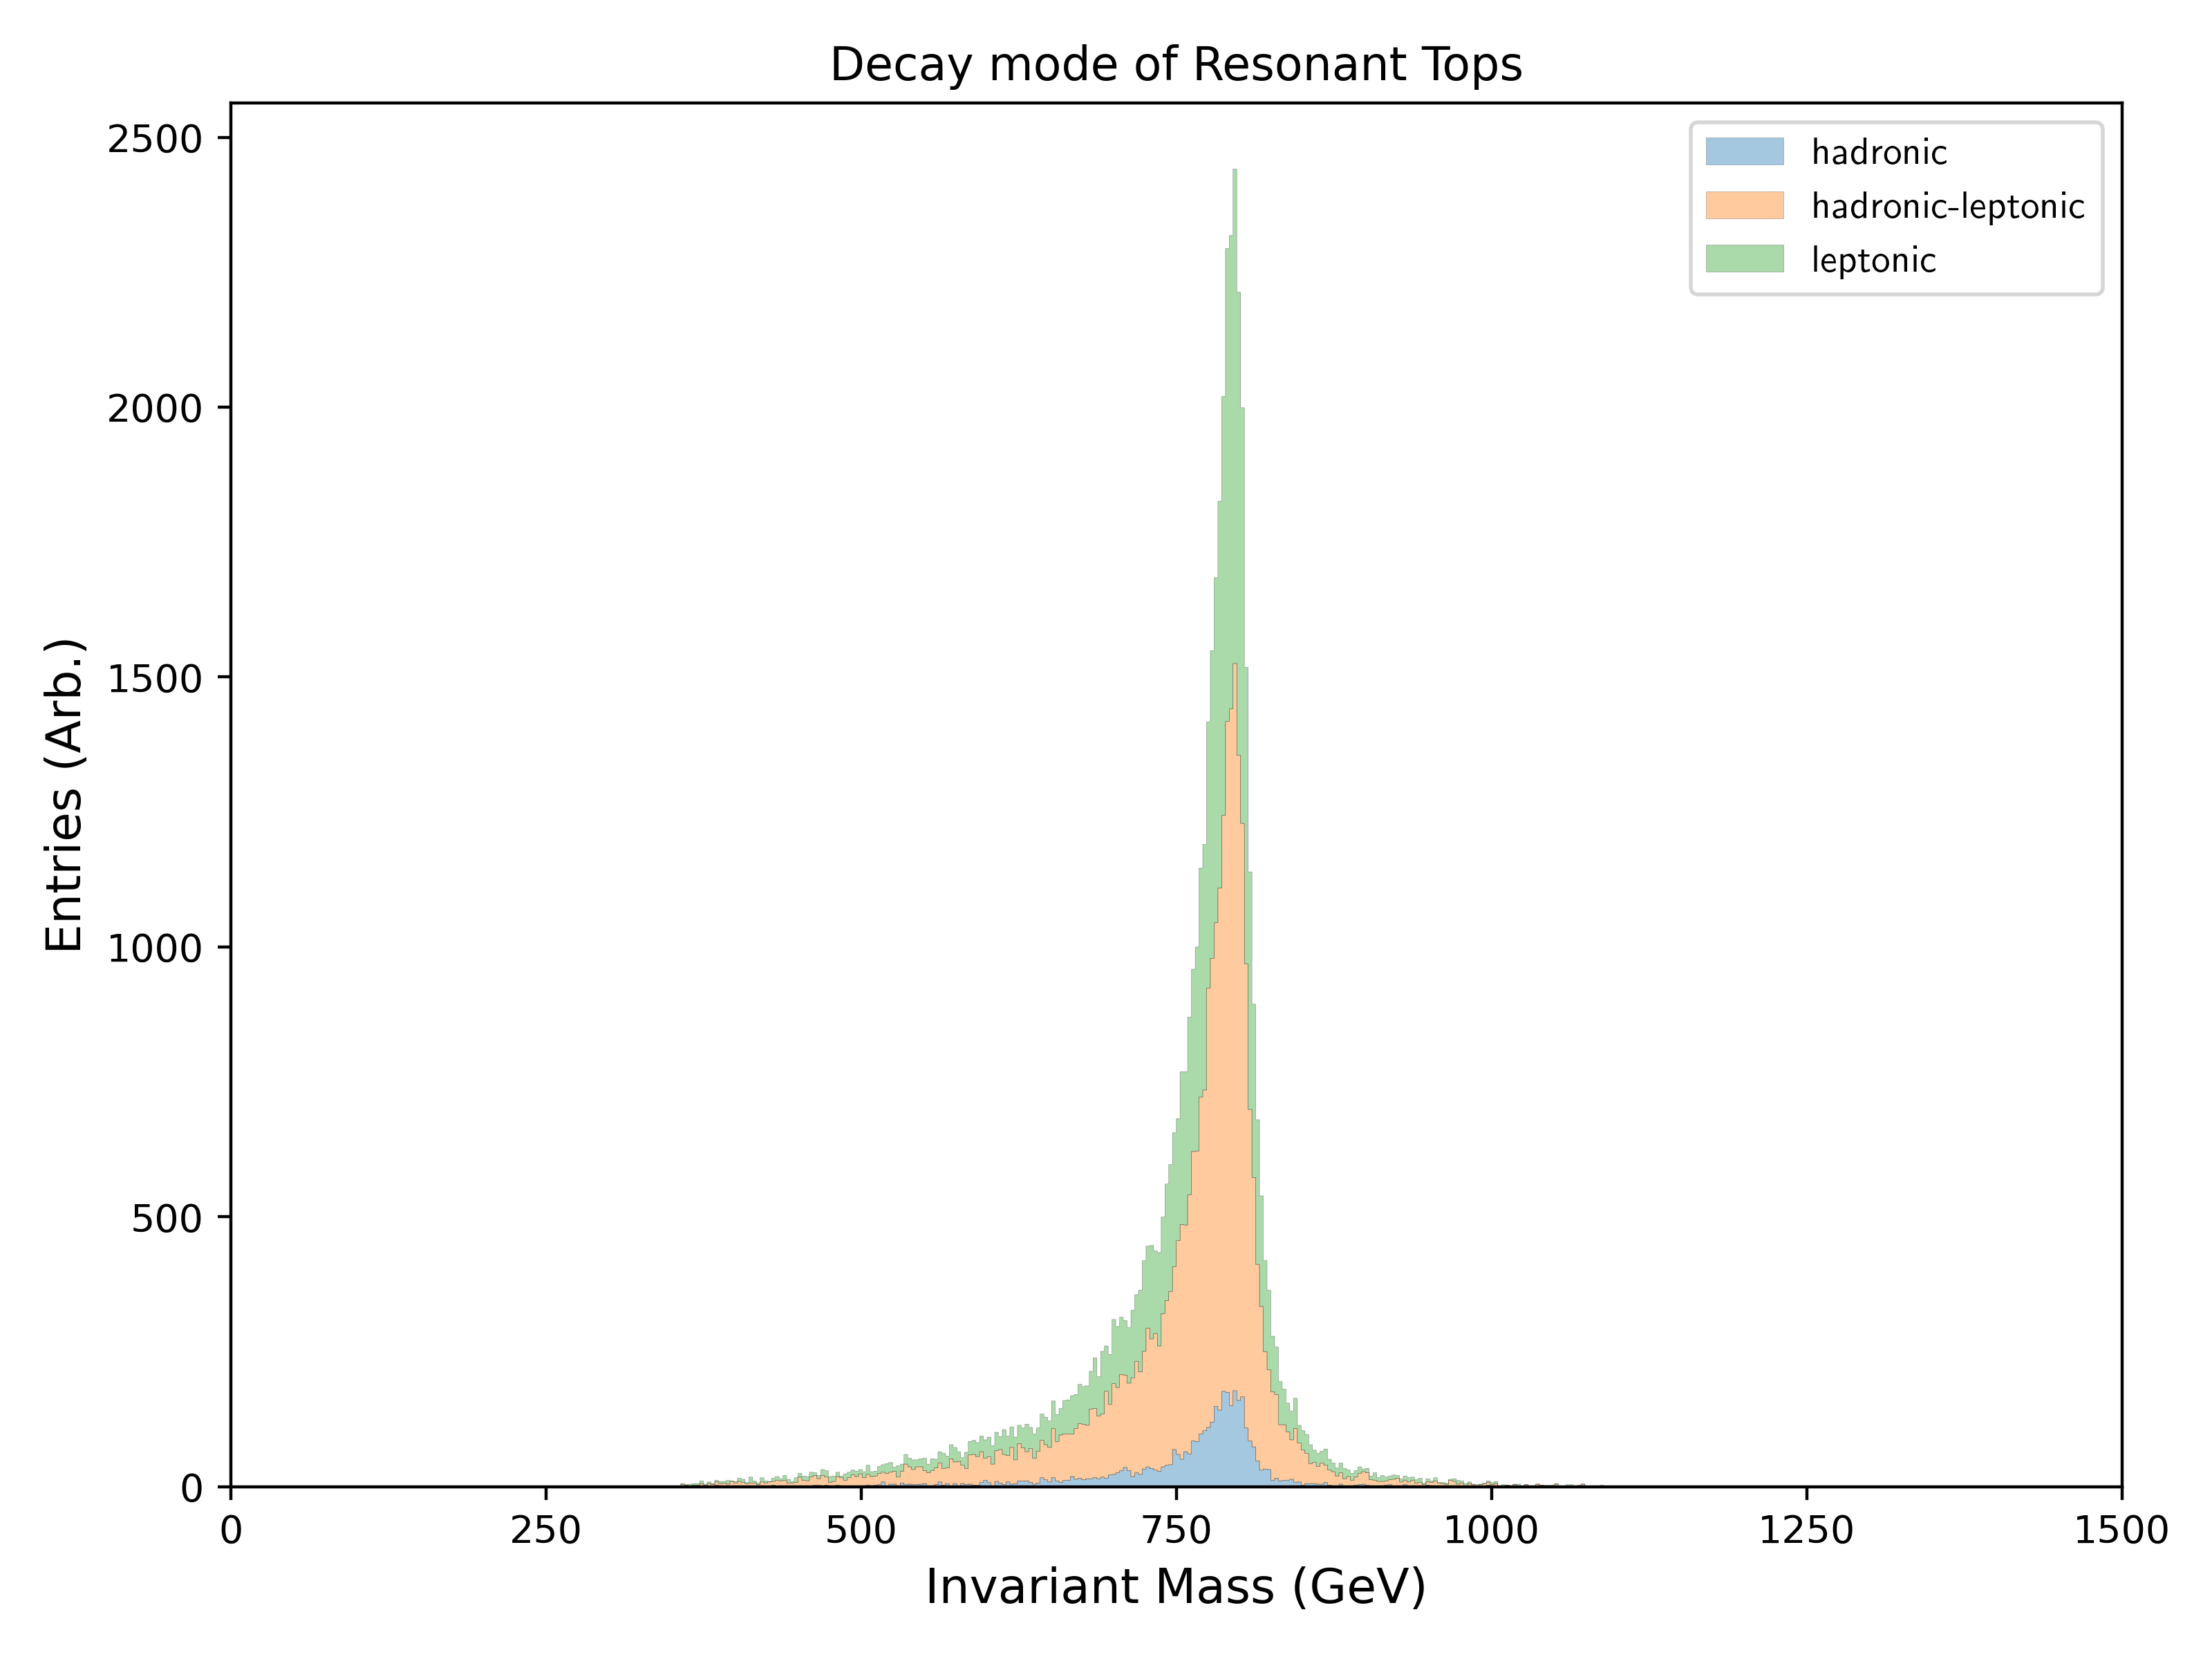 Decay mode of Resonant Tops
2500
2000
1500
1000
500
0
Entries (Arb.)
hadronic
hadronic-leptonic
leptonic
0 250 500 750 1000 1250 1500
Invariant Mass (GeV)